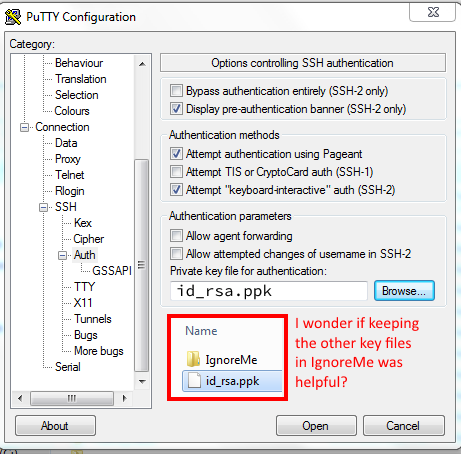 PuTTY Configuration
Category:
Behaviour
Translation
Selection
Colours
Connection
Data
Proxy
Telnet
Rlogin
SSH
Kex
Cipher
Auth
GSSAPI
TTY
X11
Tunnels
Bugs
More bugs
Serial
Options controlling SSH authentication
Bypass authentication entirely (SSH-2 only)
Display pre-authentication banner (SSH-2 only)
Authentication methods
Attempt authentication using Pageant
Attempt TIS or CryptoCard auth (SSH-1)
Attempt "keyboard-interactive" auth (SSH-2)
Authentication parameters
Allow agent forwarding
Allow attempted changes of username in SSH-2
Private key file for authentication:
id_rsa.ppk
Browse...
Name
IgnoreMe
id_rsa.ppk
I wonder if keeping
the other key files
in IgnoreMe was
helpful?
About
Open
Cancel